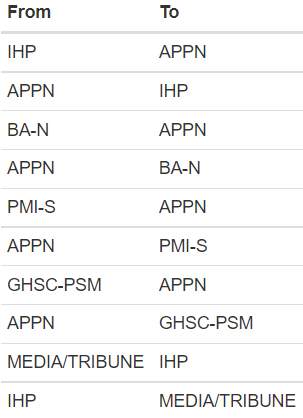 From To
IHP APPN
APPN IHP
BA-N APPN
APPN BA-N
PMI-S APPN
APPN PMI-S
GHSC-PSM APPN
APPN GHSC-PSM
MEDIA/TRIBUNE IHP
IHP MEDIA/TRIBUNE